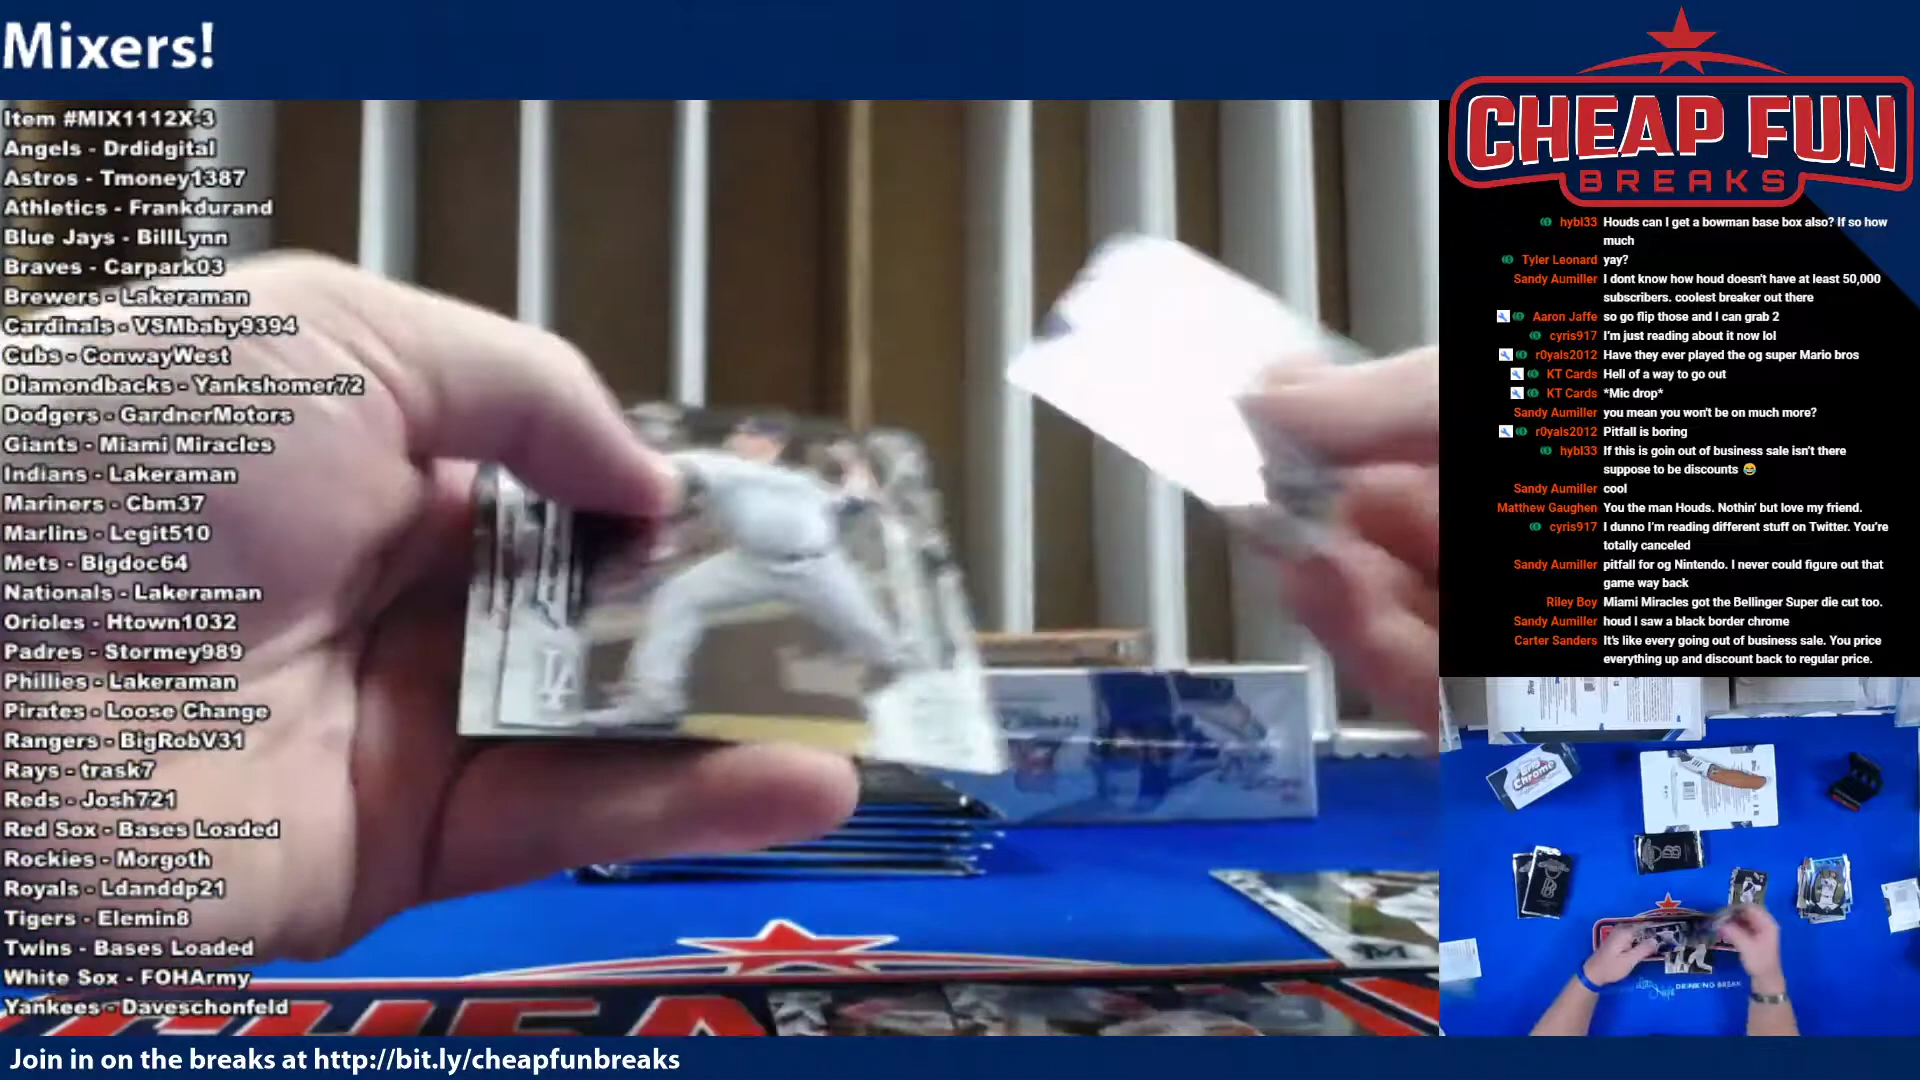 Mixers!
Item #MIX1112X-3
Angels - Drdidgital
Astros - Tmoney1387
Athletics - Frankdurand
Blue Jays - BillLynn
Braves - Carpark03
Brewers - Lakeraman
Cardinals - VSMbaby9394
Cubs - ConwayWest
Diamondbacks - Yankshomer72
Dodgers - GardnerMotors
Giants - Miami Miracles
Indians - Lakeraman
Mariners - Cbm37
Marlins - Legit510
Mets - Bigdoc64
Nationals - Lakeraman
Orioles - Htown1032
Padres - Stormey989
Phillies - Lakeraman
Pirates - Loose Change
Rangers - BigRobV31
Rays - trask7
Reds - Josh721
Red Sox - Bases Loaded
Rockies - Morgoth
Royals - Ldanddp21
Tigers - Elemin8
Twins - Bases Loaded
White Sox - FOHArmy
Yankees - Daveschonfeld
LA
CHEAP FUN
BREAKS
hybl33 Houds can I get a bowman base box also? If so how
much
Tyler Leonard yay?
Sandy Aumiller I dont know how houd doesn't have at least 50,000
subscribers. coolest breaker out there
Aaron Jaffe so go flip those and I can grab 2
cyris917 I'm just reading about it now lol
r0yals2012 Have they ever played the og super Mario bros
KT Cards Hell of a way to go out
KT Cards *Mic drop*
Sandy Aumiller you mean you won't be on much more?
r0yals2012 Pitfall is boring
hybl33 If this is goin out of business sale isn't there
suppose to be discounts 😂
Sandy Aumiller cool
Matthew Gaughen You the man Houds. Nothin' but love my friend.
cyris917 I dunno I'm reading different stuff on Twitter. You're
totally canceled
Sandy Aumiller pitfall for og Nintendo. I never could figure out that
game way back
Riley Boy Miami Miracles got the Bellinger Super die cut too.
Sandy Aumiller houd I saw a black border chrome
Carter Sanders It's like every going out of business sale. You price
everything up and discount back to regular price.
Chrome
DRINKING BREAK
Join in on the breaks at http://bit.ly/cheapfunbreaks